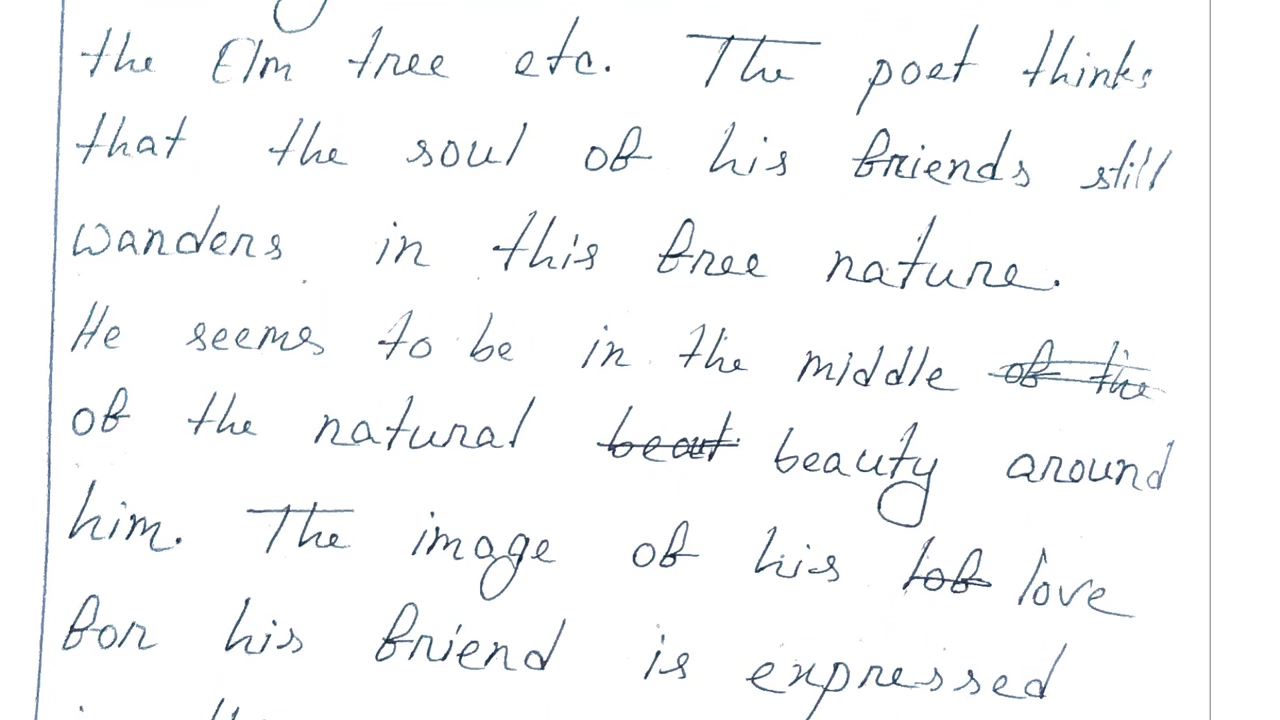 the Elm tree etc. The poet thinks
that the soul of his friends still
wanders in this free nature.
He seems to be in the middle of the
of the natural beaut beauty around
him. The image of his lof love
for his friend is expressed